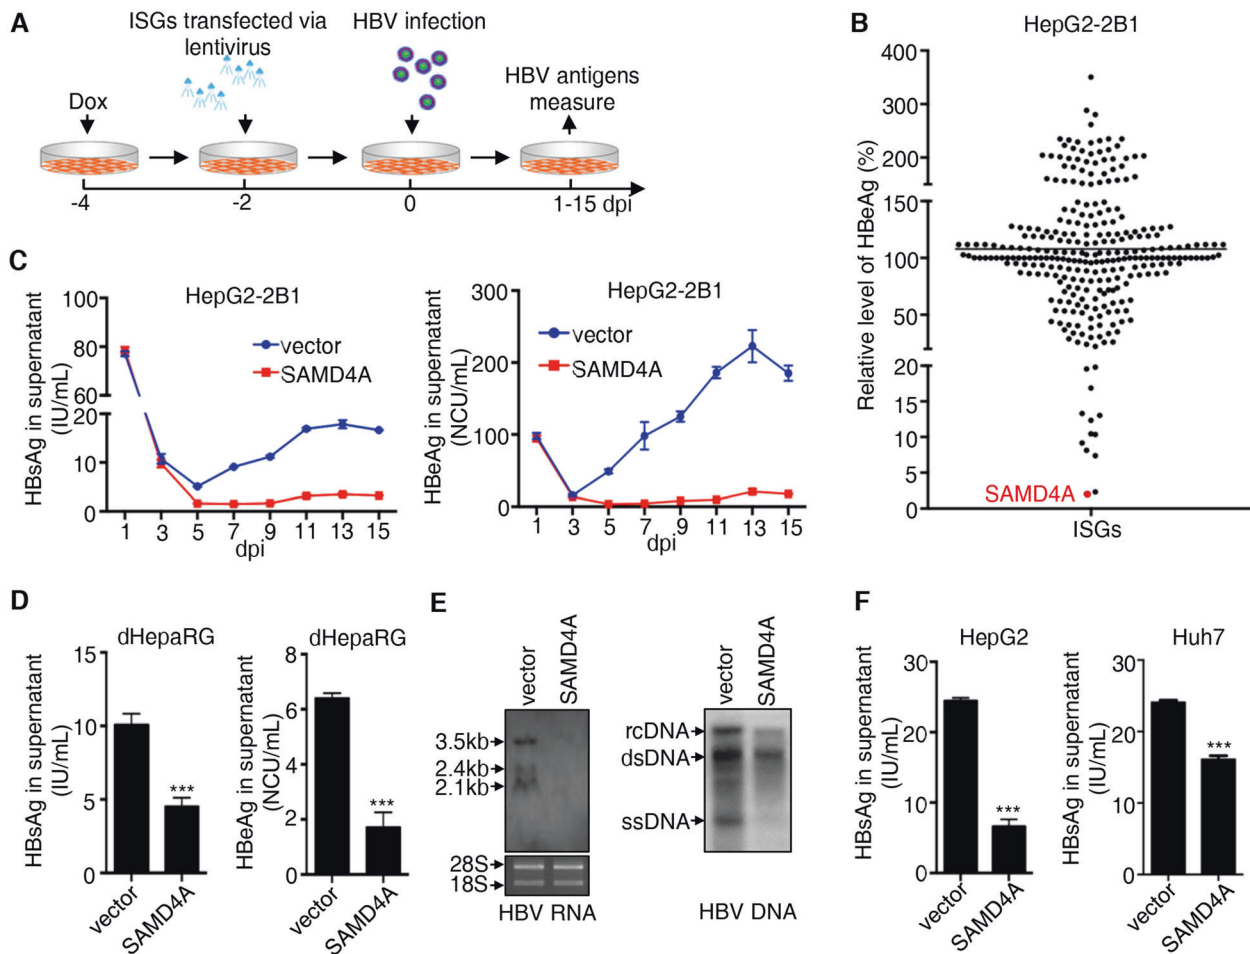 A
ISGs transfected via
lentivirus
HBV infection
HBV antigens
measure
Dox
-4
-2
0
1-15 dpi
B
HepG2-2B1
Relative level of HBeAg (%)
400
300
200
150
100
50
20
15
10
5
0
SAMD4A
ISGs
C
HepG2-2B1
HBsAg in supernatant
(IU/mL)
100
80
60
20
10
0
vector
SAMD4A
1 3 5 7 9 11 13 15
dpi
HepG2-2B1
HBeAg in supernatant
(NCU/mL)
300
200
100
0
vector
SAMD4A
1 3 5 7 9 11 13 15
dpi
D
dHepaRG
HBsAg in supernatant
(IU/mL)
15
10
5
0
***
vector
SAMD4A
dHepaRG
HBeAg in supernatant
(NCU/mL)
8
6
4
2
0
***
vector
SAMD4A
E
vector
SAMD4A
3.5kb
2.4kb
2.1kb
28S
18S
HBV RNA
vector
SAMD4A
rcDNA
dsDNA
ssDNA
HBV DNA
F
HepG2
HBsAg in supernatant
(IU/mL)
30
20
10
0
***
vector
SAMD4A
Huh7
HBsAg in supernatant
(IU/mL)
30
20
10
0
***
vector
SAMD4A